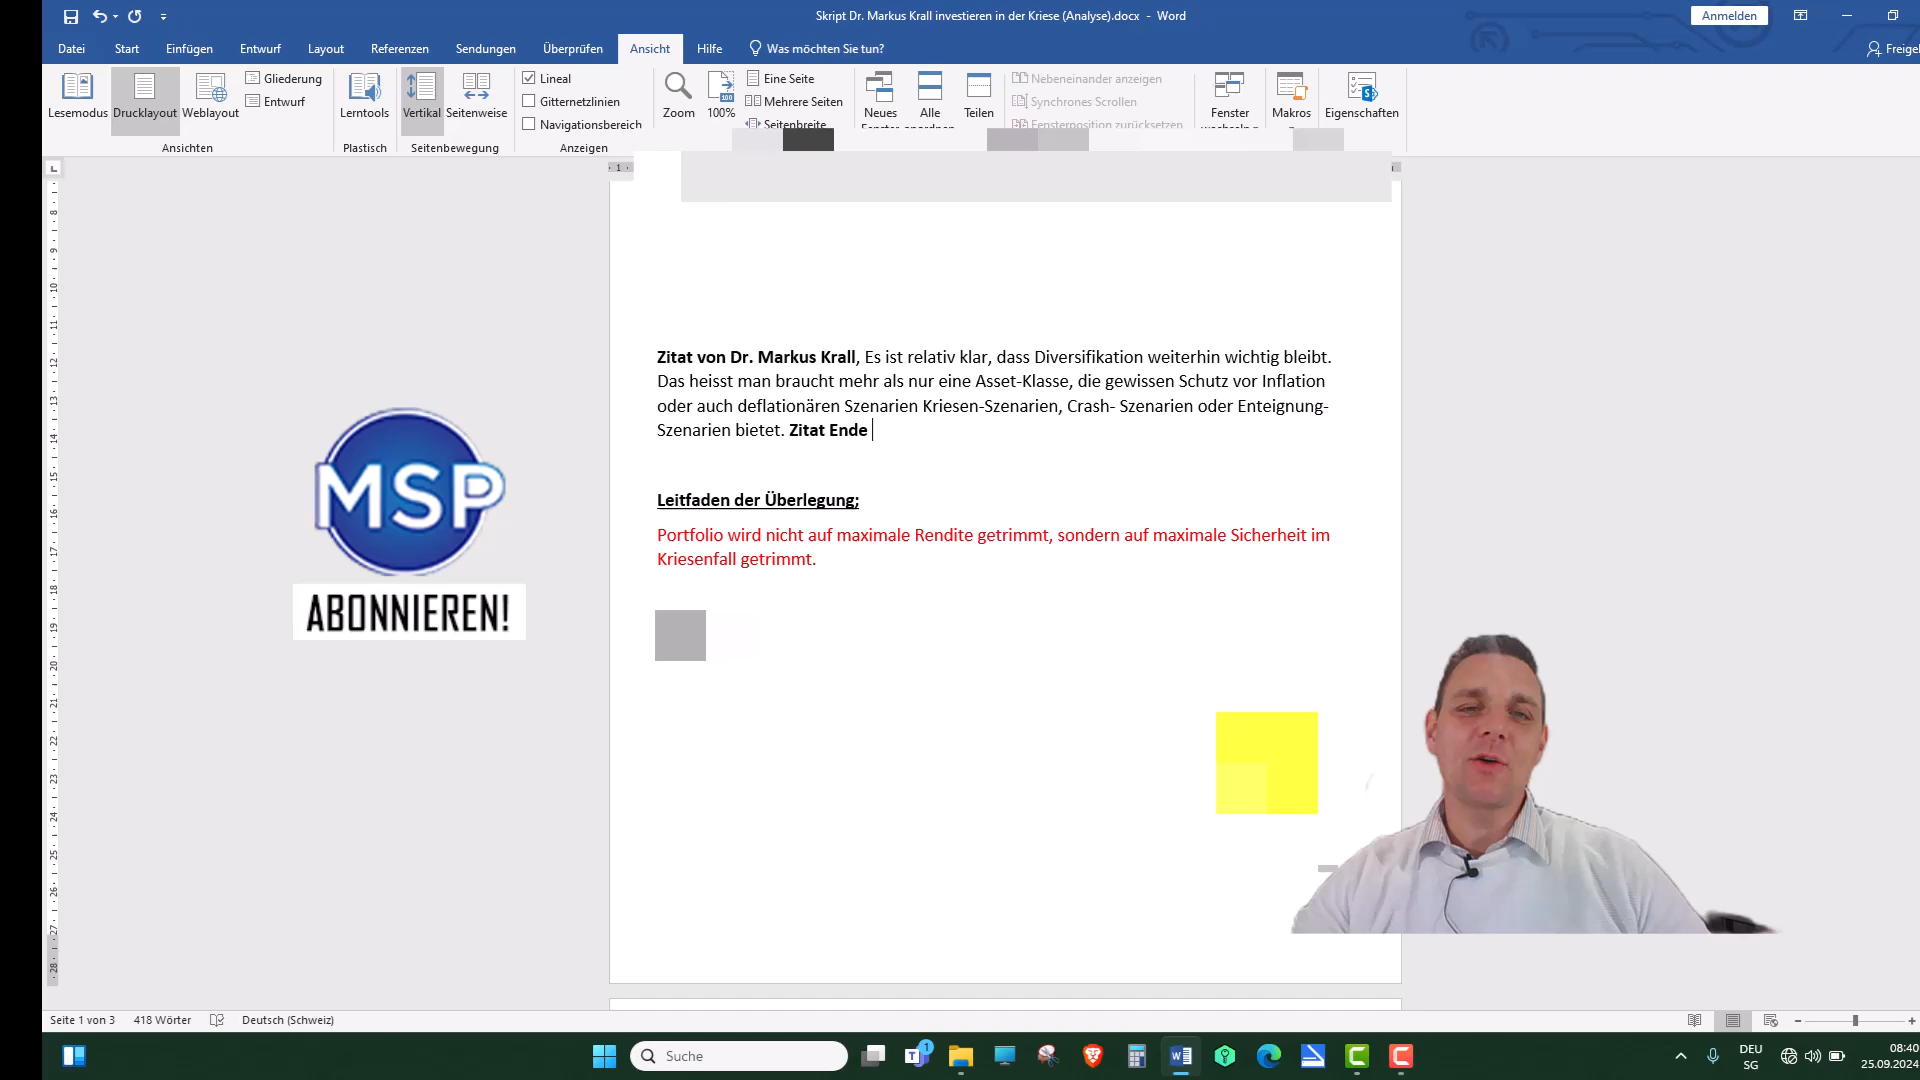 Skript Dr. Markus Krall investieren in der Kriese (Analyse).docx - Word
Anmelden
Datei Start Einfügen Entwurf Layout Referenzen Sendungen Überprüfen Ansicht Hilfe Was möchten Sie tun? Freigel
Lesemodus Drucklayout Weblayout
Gliederung
Entwurf
Ansichten
Lerntools
Plastisch
Vertikal Seitenweise
Seitenbewegung
Lineal
Gitternetzlinien
Navigationsbereich
Anzeigen
Zoom 100%
Eine Seite
Mehrere Seiten
Seitenbreite
Neues
Alle
Teilen
Nebeneinander anzeigen
Synchrones Scrollen
Fensterposition zurücksetzen
Fenster
Makros
Eigenschaften
Zitat von Dr. Markus Krall, Es ist relativ klar, dass Diversifikation weiterhin wichtig bleibt.
Das heisst man braucht mehr als nur eine Asset-Klasse, die gewissen Schutz vor Inflation
oder auch deflationären Szenarien Kriesen-Szenarien, Crash- Szenarien oder Enteignung-
Szenarien bietet. Zitat Ende
Leitfaden der Überlegung;
Portfolio wird nicht auf maximale Rendite getrimmt, sondern auf maximale Sicherheit im
Kriesenfall getrimmt.
MSP
ABONNIEREN!
Seite 1 von 3 418 Wörter Deutsch (Schweiz)
Suche
1
DEU
SG
08:40
25.09.2024